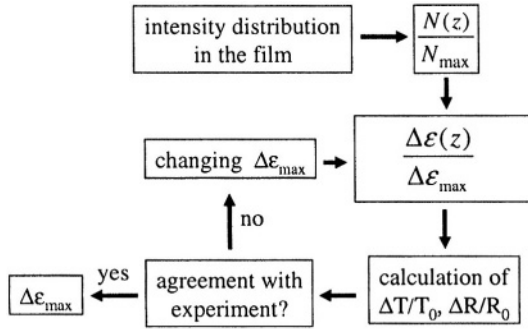 intensity distribution
in the film
N(z)
N_max
changing Δε_max
Δε(z)
Δε_max
no
yes
Δε_max
agreement with
experiment?
calculation of
ΔT/T_0, ΔR/R_0